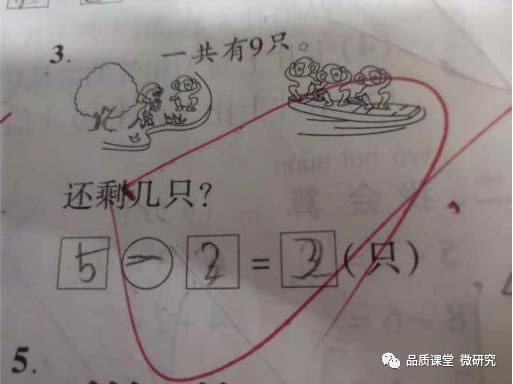 3. 一共有9只。
还剩几只？
5 - 2 = 3 (只)
5.
品质课堂 微研究